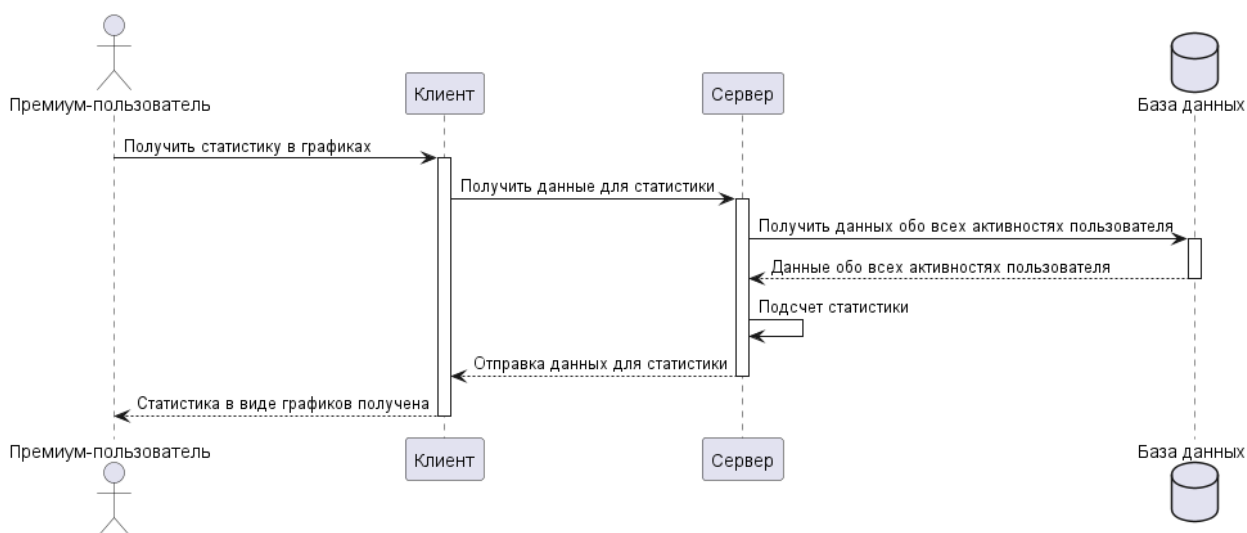 Премиум-пользователь
Клиент
Сервер
База данных
Получить статистику в графиках
Получить данные для статистики
Получить данных обо всех активностях пользователя
Данные обо всех активностях пользователя
Подсчет статистики
Отправка данных для статистики
Статистика в виде графиков получена
Премиум-пользователь
Клиент
Сервер
База данных